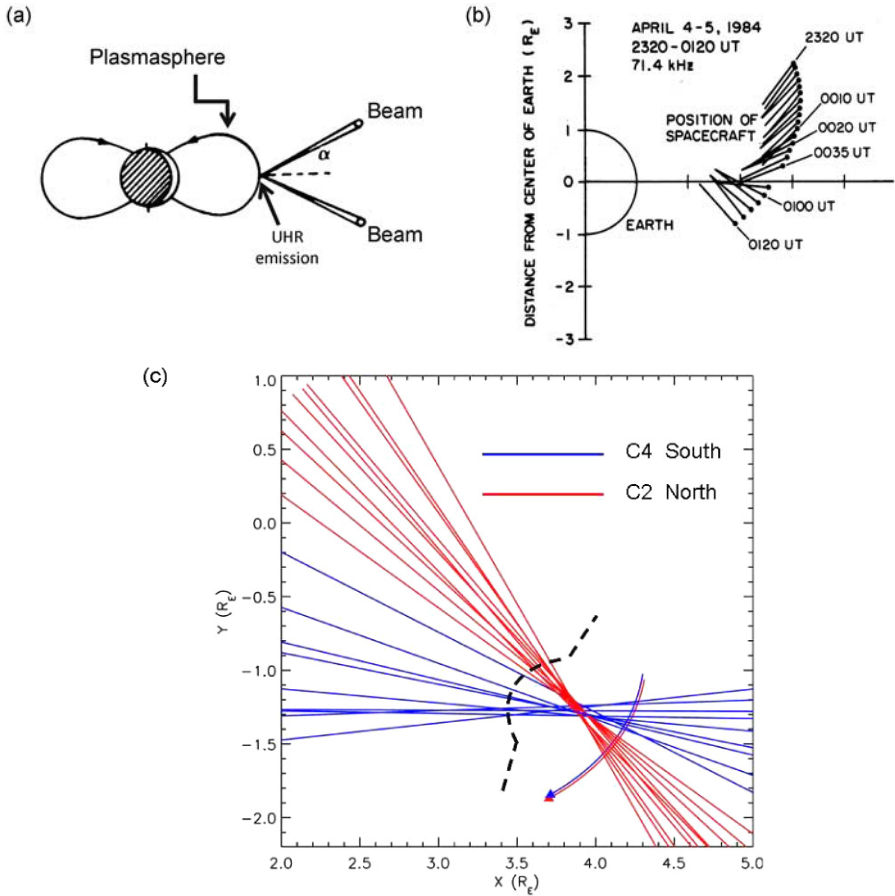 (a)
Plasmasphere
Beam
α
UHR
emission
Beam
(b)
DISTANCE FROM CENTER OF EARTH (RE)
3
2
1
0
-1
-2
-3
APRIL 4-5, 1984
2320-0120 UT
71.4 kHz
2320 UT
POSITION OF
SPACECRAFT
0010 UT
0020 UT
0035 UT
0100 UT
EARTH
0120 UT
(c)
Y (RE)
1.0
0.5
0.0
-0.5
-1.0
-1.5
-2.0
C4 South
C2 North
2.0 2.5 3.0 3.5 4.0 4.5 5.0
X (RE)